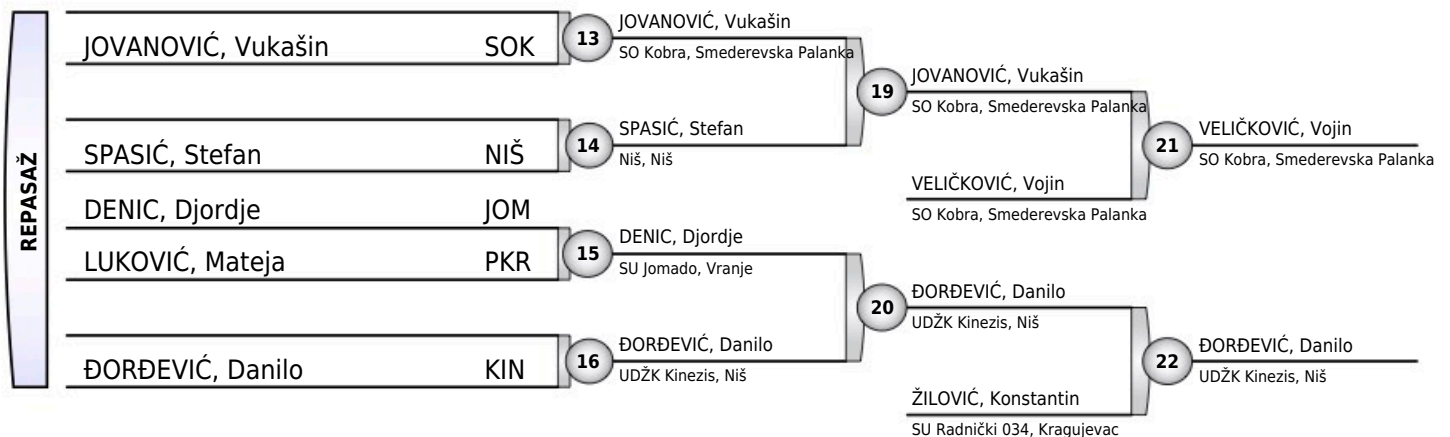 REPASAŽ
JOVANOVIĆ, Vukašin SOK
SPASIĆ, Stefan NIŠ
DENIC, Djordje JOM
LUKOVIĆ, Mateja PKR
ĐORĐEVIĆ, Danilo KIN
13
JOVANOVIĆ, Vukašin
SO Kobra, Smederevska Palanka
14
SPASIĆ, Stefan
Niš, Niš
15
DENIC, Djordje
SU Jomado, Vranje
16
ĐORĐEVIĆ, Danilo
UDŽK Kinezis, Niš
19
JOVANOVIĆ, Vukašin
SO Kobra, Smederevska Palanka
VELIČKOVIĆ, Vojin
SO Kobra, Smederevska Palanka
20
ĐORĐEVIĆ, Danilo
UDŽK Kinezis, Niš
ŽILOVIĆ, Konstantin
SU Radnički 034, Kragujevac
21
VELIČKOVIĆ, Vojin
SO Kobra, Smederevska Palanka
22
ĐORĐEVIĆ, Danilo
UDŽK Kinezis, Niš